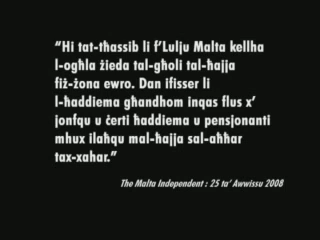 “Hi tat-tħassib li f’Lulju Malta kellha
l-ogħla żieda tal-għoli tal-ħajja
fiż-żona ewro. Dan ifisser li
l-ħaddiema għandhom inqas flus x’
jonfqu u ċerti ħaddiema u pensjonanti
mhux ilaħqu mal-ħajja sal-aħħar
tax-xahar.”
The Malta Independent : 25 ta’ Awwissu 2008